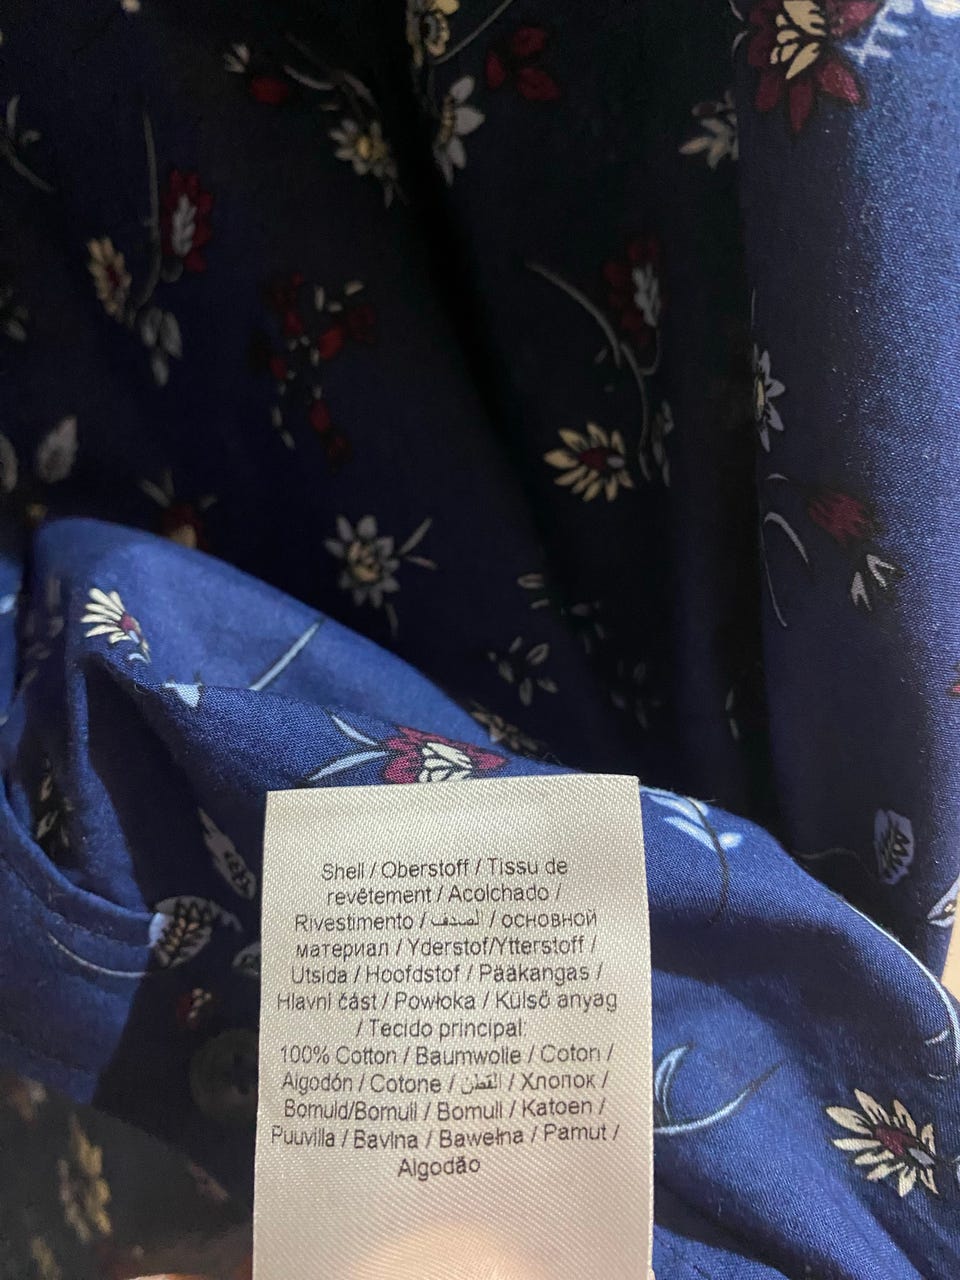 Shell / Oberstoff / Tissu de
revêtement / Acolchado /
Rivestimento / الصدف / основной
материал / Yderstof/Ytterstoff /
Utsida / Hoofdstof / Pääkangas /
Hlavní část / Powłoka / Külső anyag
/ Tecido principal:
100% Cotton / Baumwolle / Coton /
Algodón / Cotone / القطن / Хлопок /
Bomuld/Bomull / Bomull / Katoen /
Puuvilla / Bavlna / Bawełna / Pamut /
Algodão